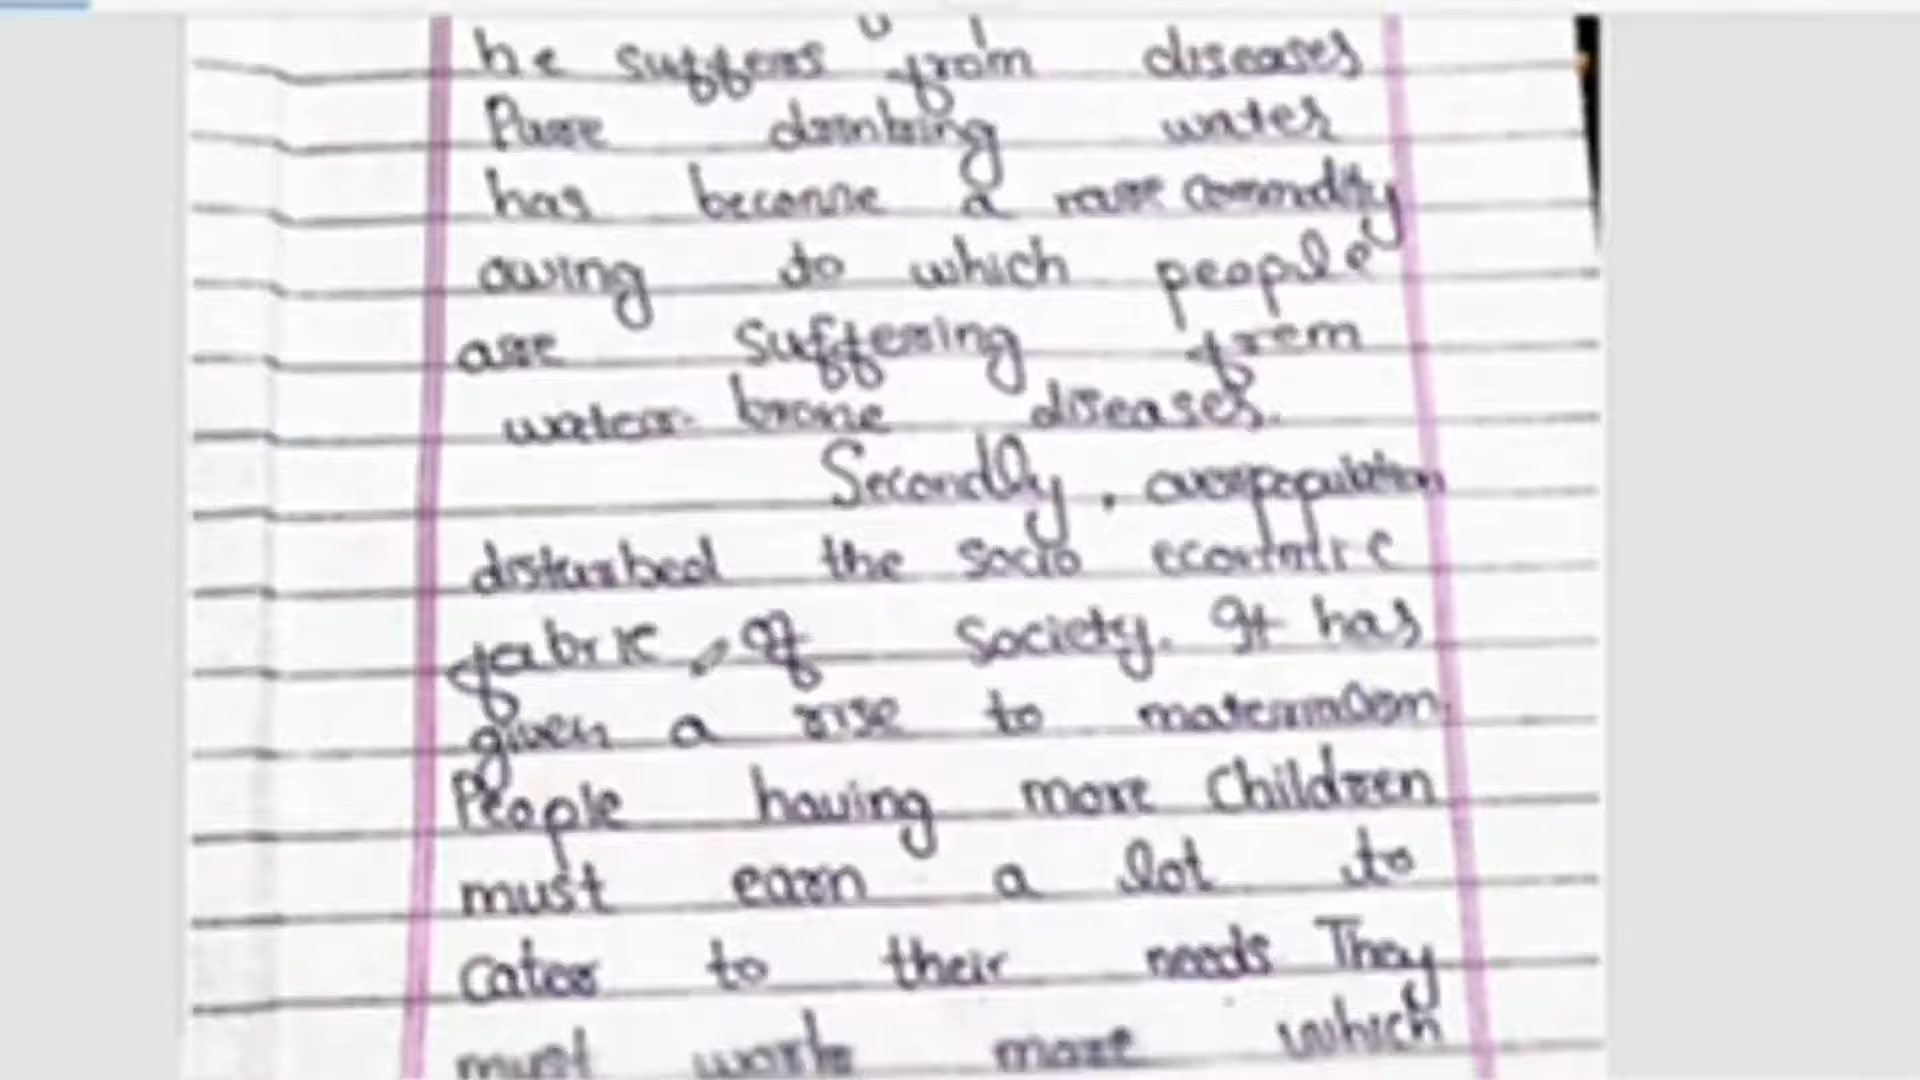 he suffers from diseases
Pure drinking water
has become a rare commodity
owing to which people
are suffering from
water brone diseases.
Secondly, overpopulation
disturbed the socio economic
fabric of society. It has
given a rise to materialism
People having more Children
must earn a lot to
cater to their needs They
must work more which